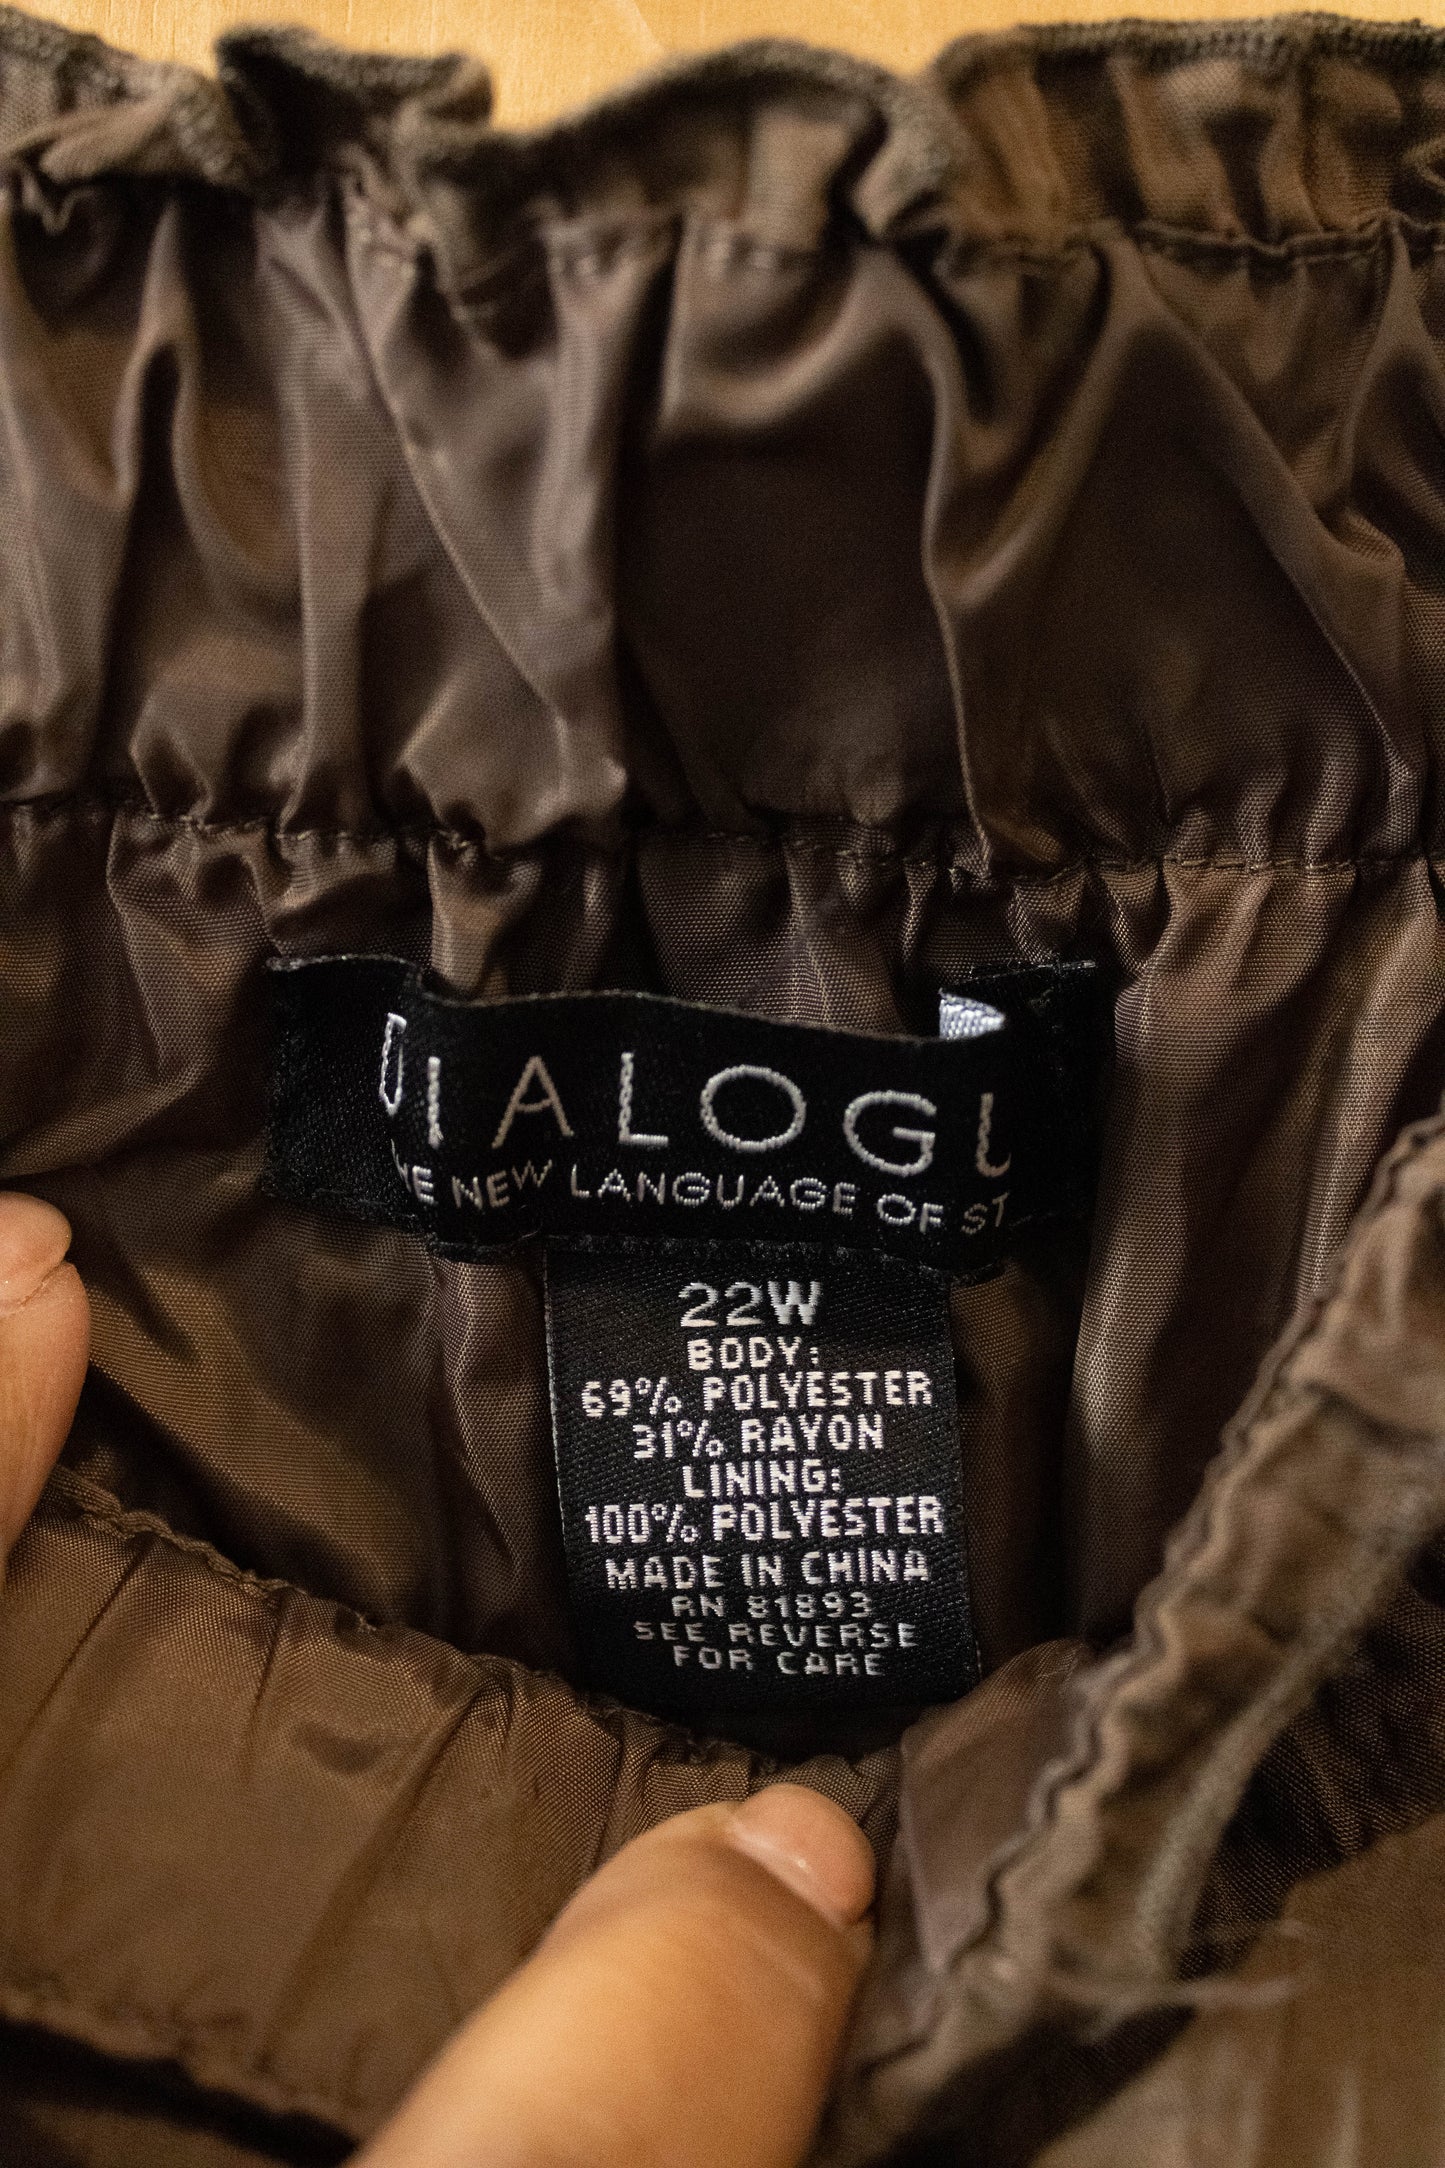 DIALOGU
HE NEW LANGUAGE OF ST
22W
BODY:
69% POLYESTER
31% RAYON
LINING:
100% POLYESTER
MADE IN CHINA
RN 81893
SEE REVERSE
FOR CARE